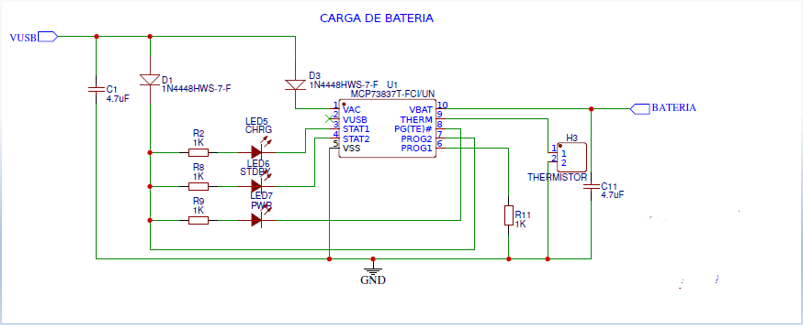 CARGA DE BATERIA
VUSB
C1
4.7uF
D1
1N4448HWS-7-F
D3
1N4448HWS-7-F
U1
MCP73837T-FCI/UN
1 VAC
2 VUSB
3 STAT1
4 STAT2
5 VSS
VBAT 10
THERM 9
PG(TE)# 8
PROG2 7
PROG1 6
BATERIA
R2
1K
LED5
CHRG
R8
1K
LED6
STDBY
R9
1K
LED7
PWR
H3
1 1
2 2
THERMISTOR
C11
4.7uF
R11
1K
GND